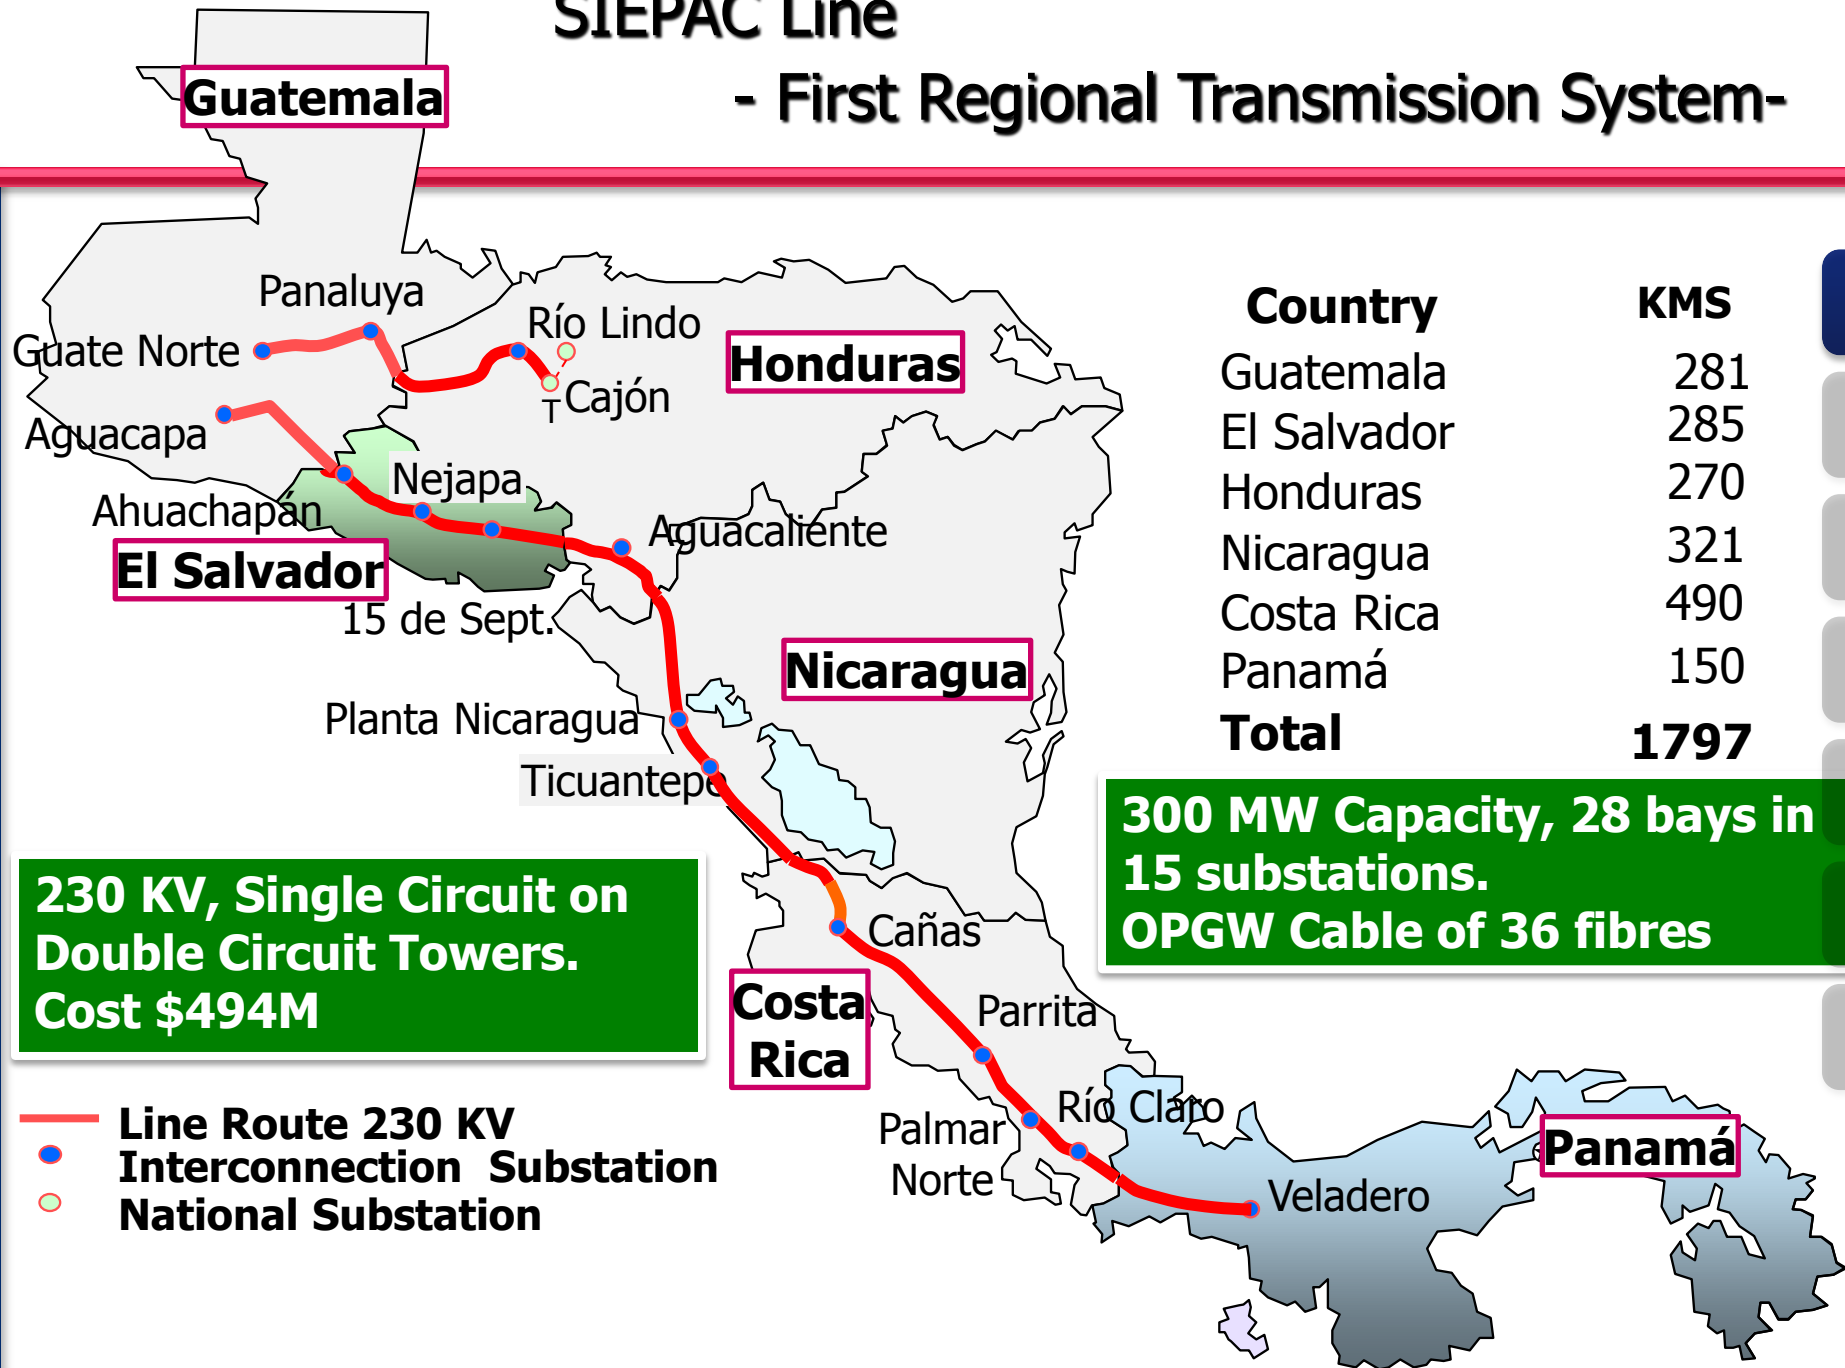 SIEPAC Line
- First Regional Transmission System-
Guatemala
Panaluya
Guate Norte
Río Lindo
Honduras
T Cajón
Aguacapa
Nejapa
Ahuachapán
Aguacaliente
El Salvador
15 de Sept.
Nicaragua
Planta Nicaragua
Ticuantepe
Country KMS
Guatemala 281
El Salvador 285
Honduras 270
Nicaragua 321
Costa Rica 490
Panamá 150
Total 1797
300 MW Capacity, 28 bays in
15 substations.
OPGW Cable of 36 fibres
230 KV, Single Circuit on
Double Circuit Towers.
Cost $494M
Cañas
Costa
Rica
Parrita
Río Claro
Palmar
Norte
Panamá
Veladero
Line Route 230 KV
Interconnection Substation
National Substation